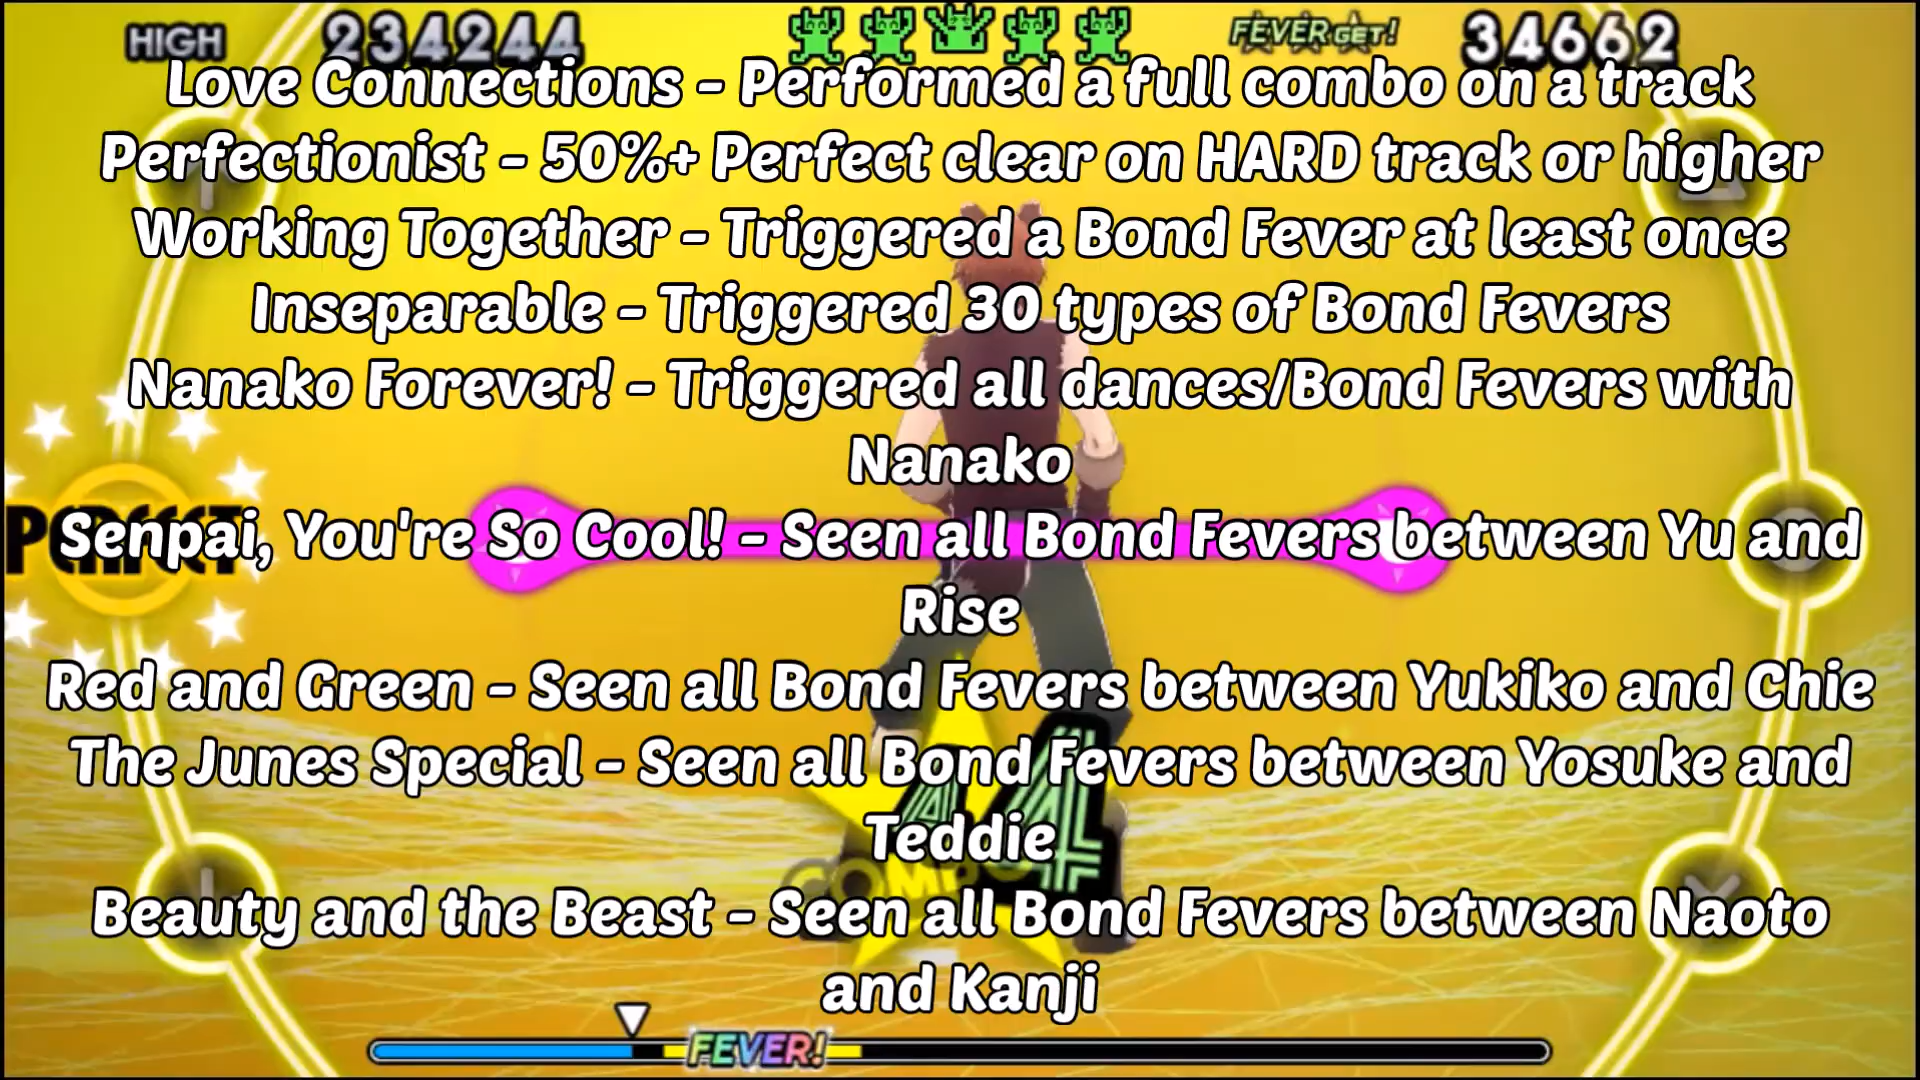 HIGH 234244 FEVER GET! 34662
Love Connections - Performed a full combo on a track
Perfectionist - 50%+ Perfect clear on HARD track or higher
Working Together - Triggered a Bond Fever at least once
Inseparable - Triggered 30 types of Bond Fevers
Nanako Forever! - Triggered all dances/Bond Fevers with
Nanako
PERFECT
Senpai, You're So Cool! - Seen all Bond Fevers between Yu and
Rise
Red and Green - Seen all Bond Fevers between Yukiko and Chie
The Junes Special - Seen all Bond Fevers between Yosuke and
Teddie
44
COMBO
Beauty and the Beast - Seen all Bond Fevers between Naoto
and Kanji
FEVER!